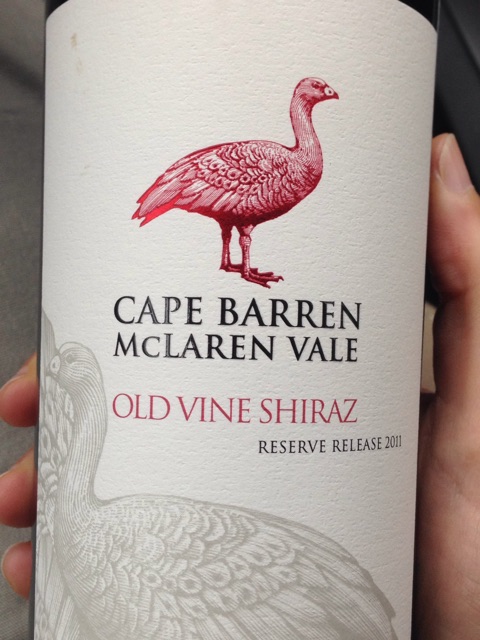 CAPE BARREN
McLAREN VALE
OLD VINE SHIRAZ
RESERVE RELEASE 2011